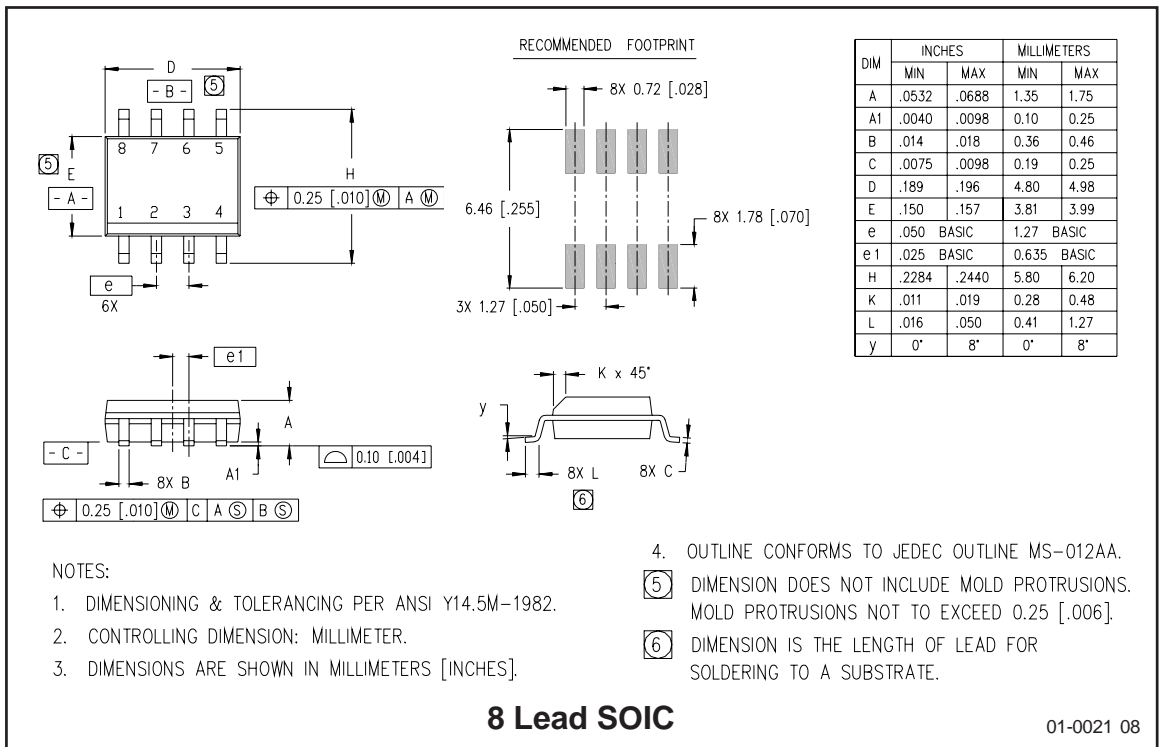 D
- B - ⑤
8 7 6 5
⑤ E
- A -
1 2 3 4
H
⌖ 0.25 [.010] Ⓜ A Ⓜ
e
6X
RECOMMENDED FOOTPRINT
8X 0.72 [.028]
6.46 [.255]
8X 1.78 [.070]
3X 1.27 [.050]
DIM INCHES MILLIMETERS
MIN MAX MIN MAX
A .0532 .0688 1.35 1.75
A1 .0040 .0098 0.10 0.25
B .014 .018 0.36 0.46
C .0075 .0098 0.19 0.25
D .189 .196 4.80 4.98
E .150 .157 3.81 3.99
e .050 BASIC 1.27 BASIC
e1 .025 BASIC 0.635 BASIC
H .2284 .2440 5.80 6.20
K .011 .019 0.28 0.48
L .016 .050 0.41 1.27
y 0° 8° 0° 8°
e1
A
- C -
8X B
A1
⌓ 0.10 [.004]
⌖ 0.25 [.010] Ⓜ C A Ⓢ B Ⓢ
K x 45°
y
8X L
⑥
8X C
NOTES:
1. DIMENSIONING & TOLERANCING PER ANSI Y14.5M-1982.
2. CONTROLLING DIMENSION: MILLIMETER.
3. DIMENSIONS ARE SHOWN IN MILLIMETERS [INCHES].
4. OUTLINE CONFORMS TO JEDEC OUTLINE MS-012AA.
⑤ DIMENSION DOES NOT INCLUDE MOLD PROTRUSIONS.
MOLD PROTRUSIONS NOT TO EXCEED 0.25 [.006].
⑥ DIMENSION IS THE LENGTH OF LEAD FOR
SOLDERING TO A SUBSTRATE.
8 Lead SOIC
01-0021 08